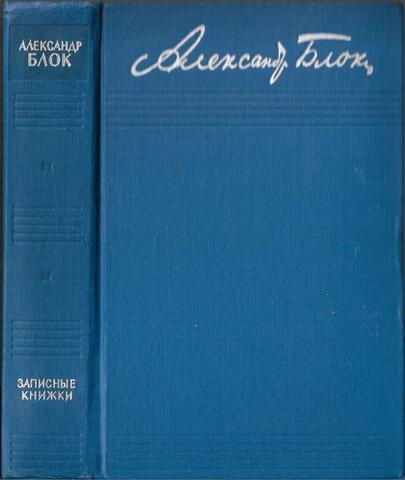 АЛЕКСАНДР
БЛОК
ЗАПИСНЫЕ
КНИЖКИ
Александр Блок